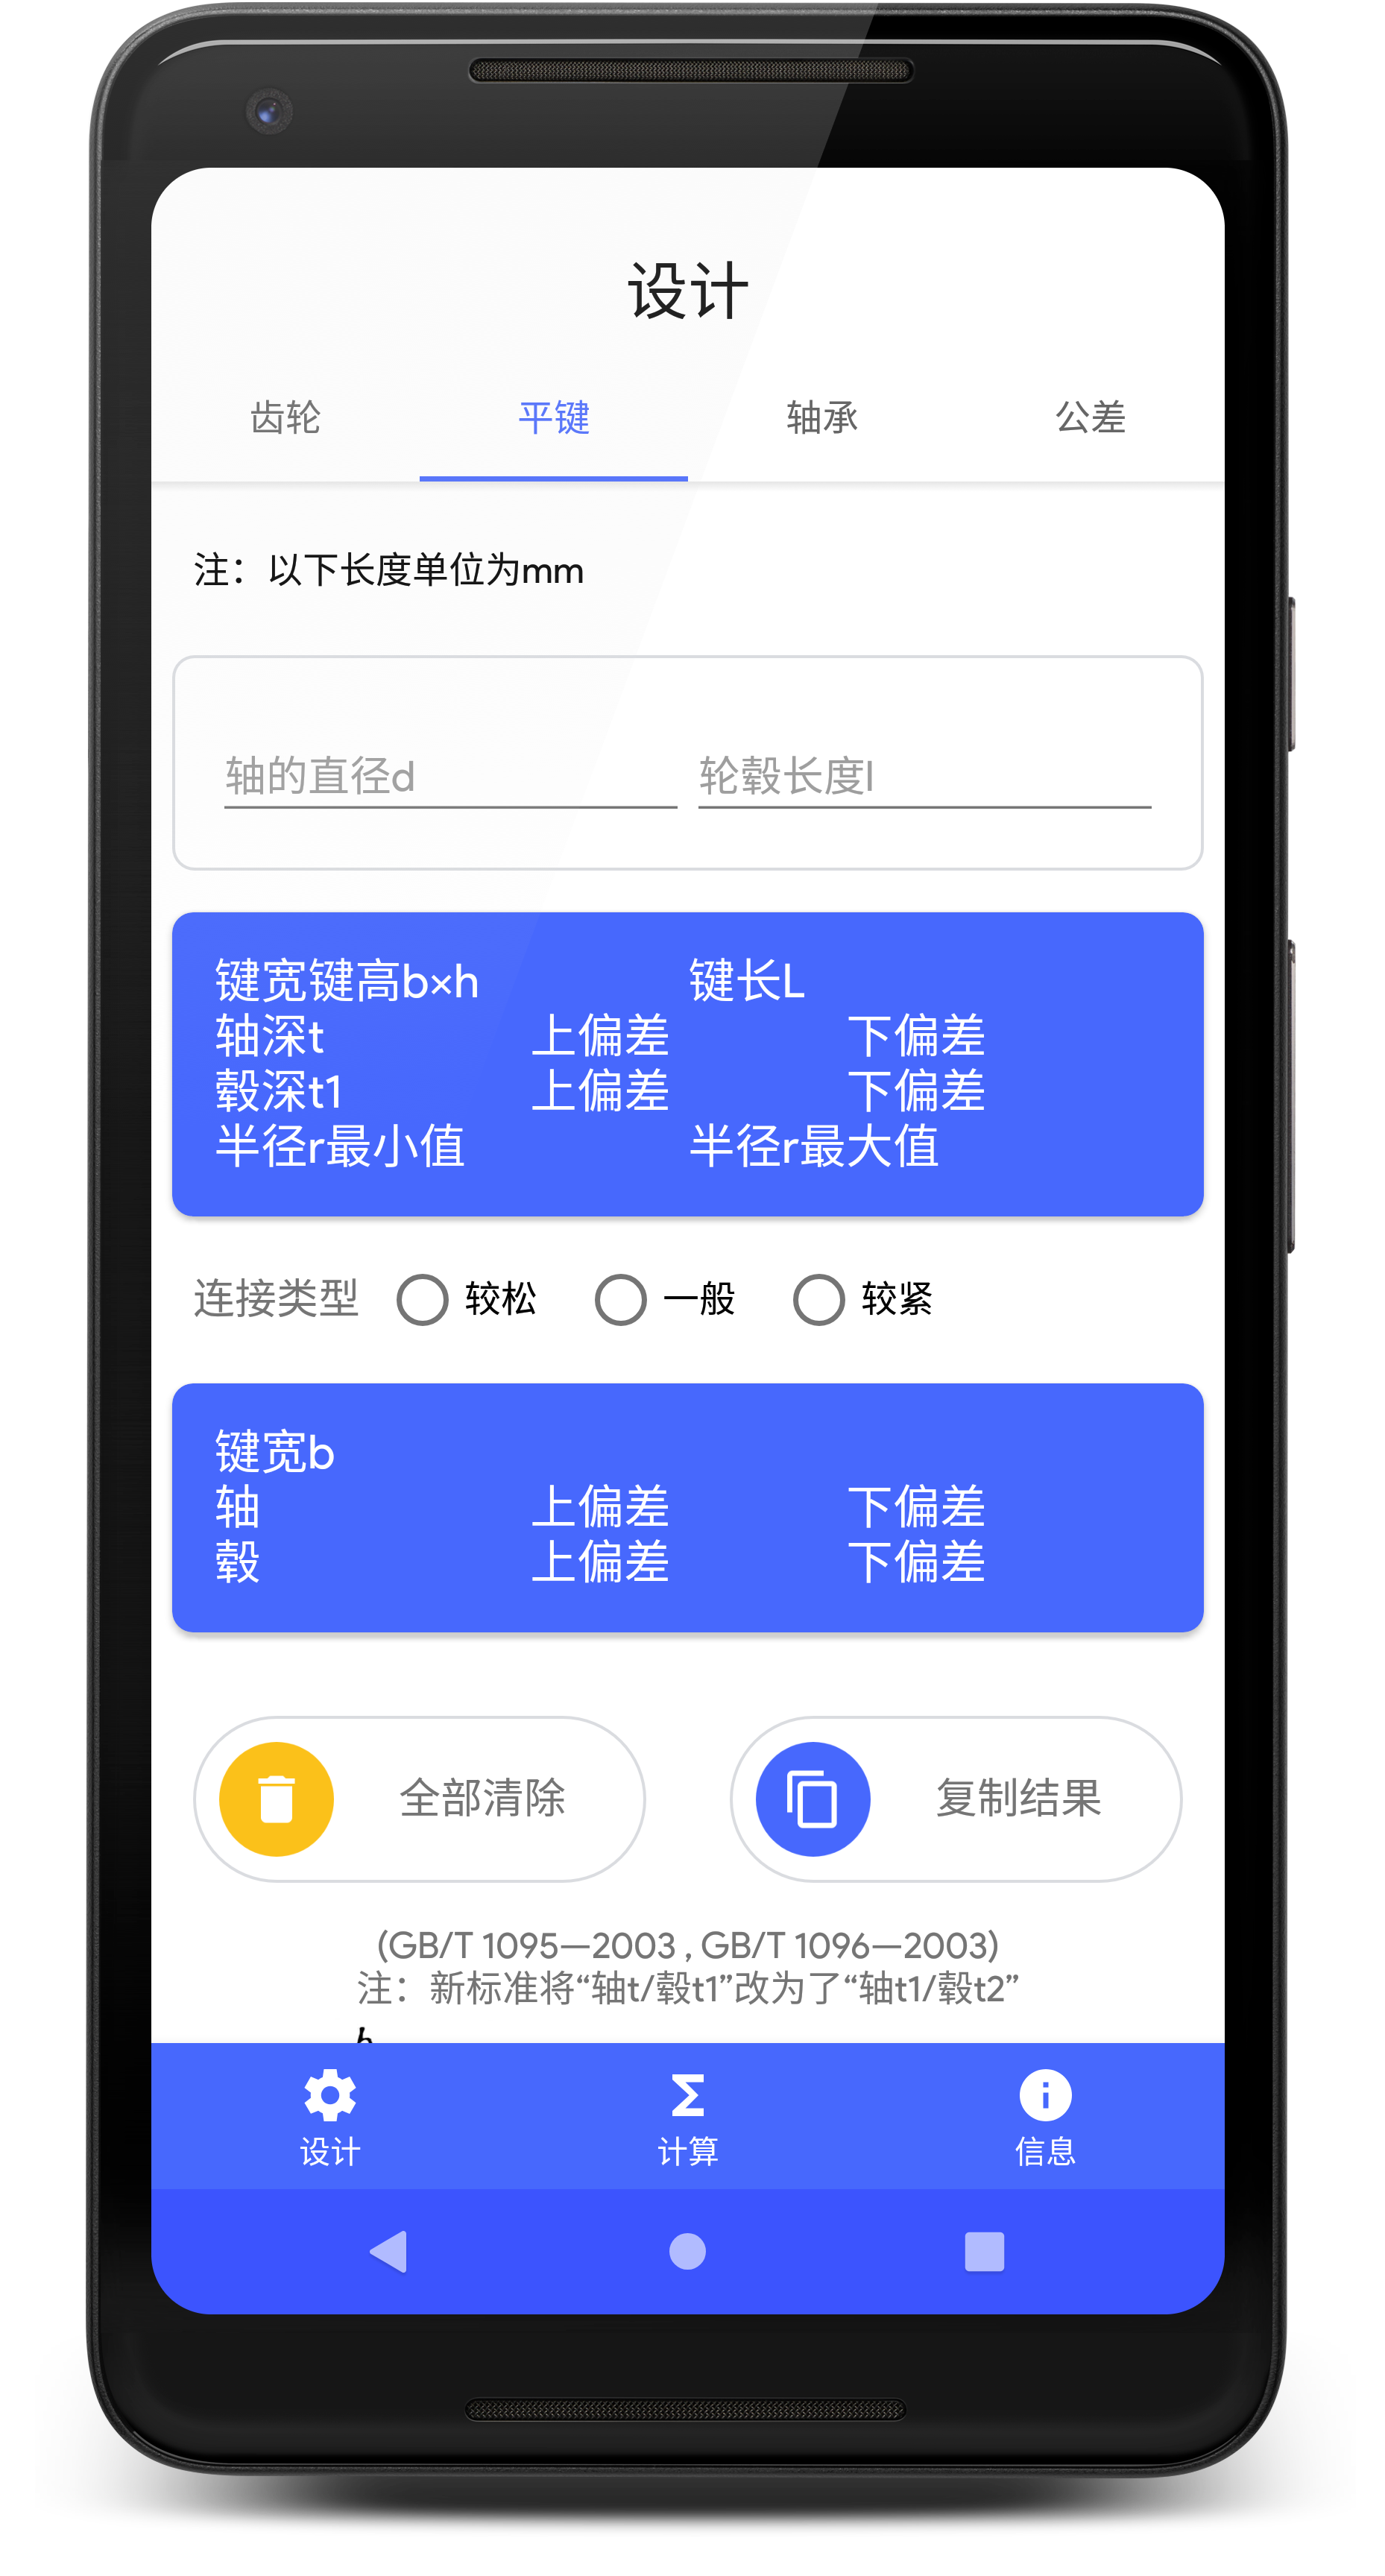 设计
齿轮 平键 轴承 公差
注：以下长度单位为mm
轴的直径d 轮毂长度l
键宽键高b×h 键长L
轴深t 上偏差 下偏差
毂深t1 上偏差 下偏差
半径r最小值 半径r最大值
连接类型 较松 一般 较紧
键宽b
轴 上偏差 下偏差
毂 上偏差 下偏差
全部清除 复制结果
(GB/T 1095—2003 , GB/T 1096—2003)
注：新标准将“轴t/毂t1”改为了“轴t1/毂t2”
设计 计算 信息